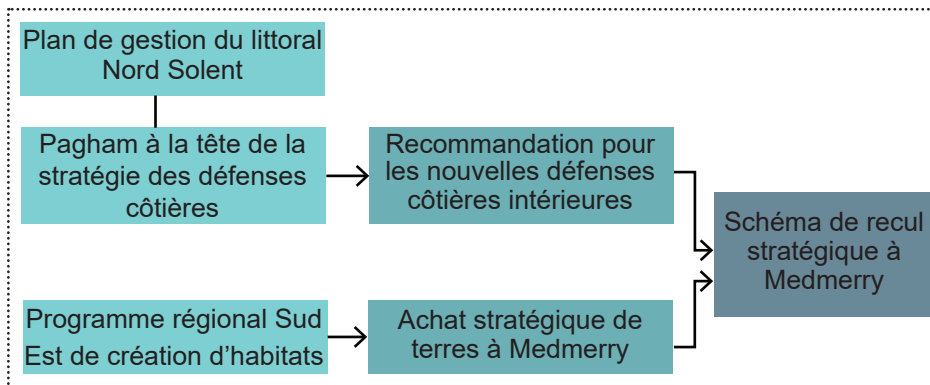 Plan de gestion du littoral
Nord Solent
Pagham à la tête de la
stratégie des défenses
côtières
Recommandation pour
les nouvelles défenses
côtières intérieures
Schéma de recul
stratégique à
Medmerry
Programme régional Sud
Est de création d’habitats
Achat stratégique de
terres à Medmerry